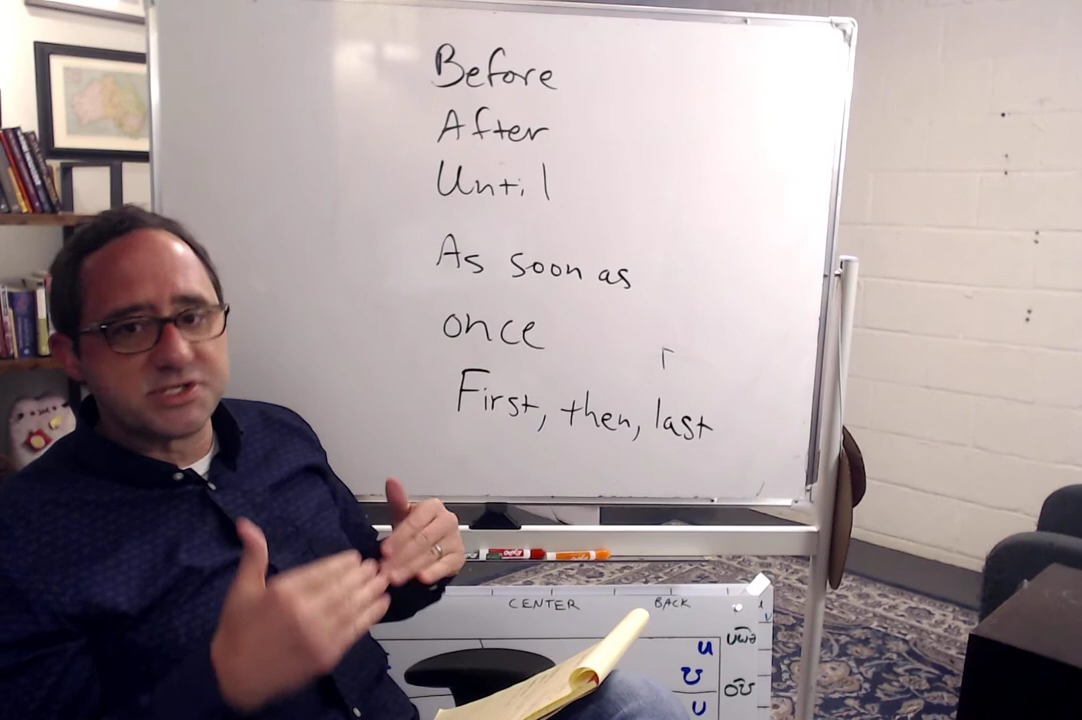 Before
After
Until
As soon as
once
First, then, last
CENTER BACK
u
ʊ
u